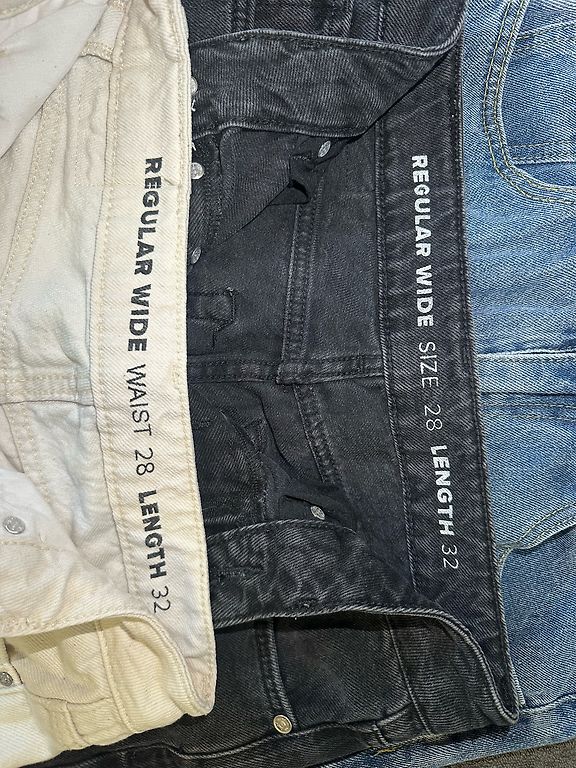 REGULAR WIDE WAIST 28 LENGTH 32
REGULAR WIDE SIZE 28 LENGTH 32